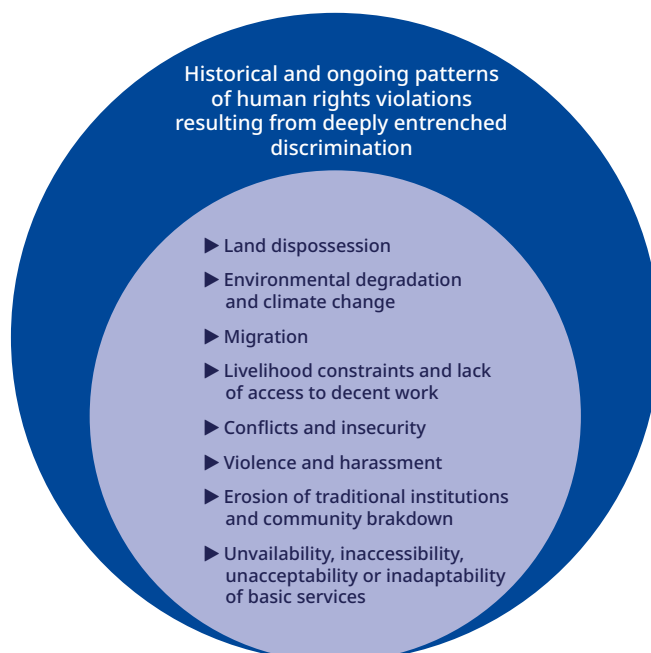 Historical and ongoing patterns
of human rights violations
resulting from deeply entrenched
discrimination
▶ Land dispossession
▶ Environmental degradation
and climate change
▶ Migration
▶ Livelihood constraints and lack
of access to decent work
▶ Conflicts and insecurity
▶ Violence and harassment
▶ Erosion of traditional institutions
and community brakdown
▶ Unvailability, inaccessibility,
unacceptability or inadaptability
of basic services